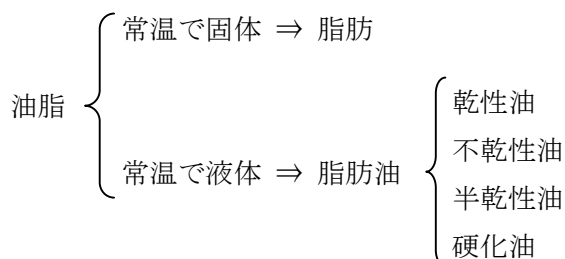 常温で固体 ⇒ 脂肪
油脂
常温で液体 ⇒ 脂肪油
乾性油
不乾性油
半乾性油
硬化油